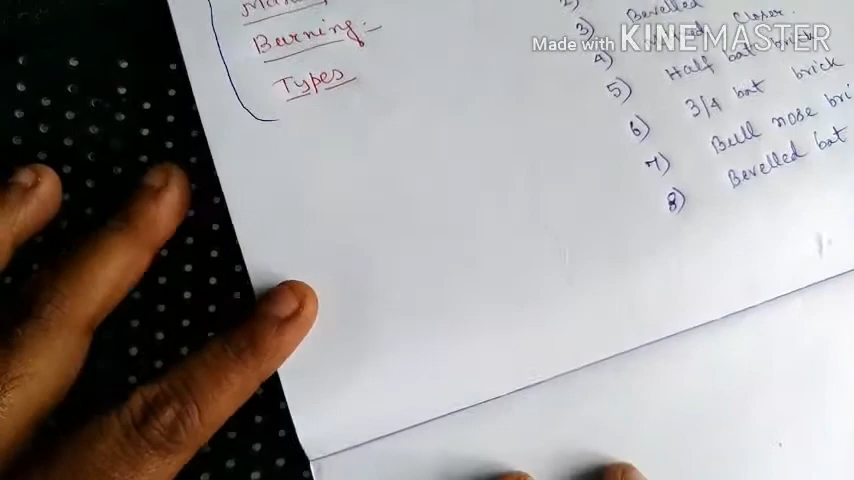 Burning :-
Types
2)
3) Bevelled
4) closer.
5) Half bat brick
6) 3/4 bat brick
7) Bull nose bri
8) Bevelled bat
Made with KINEMASTER